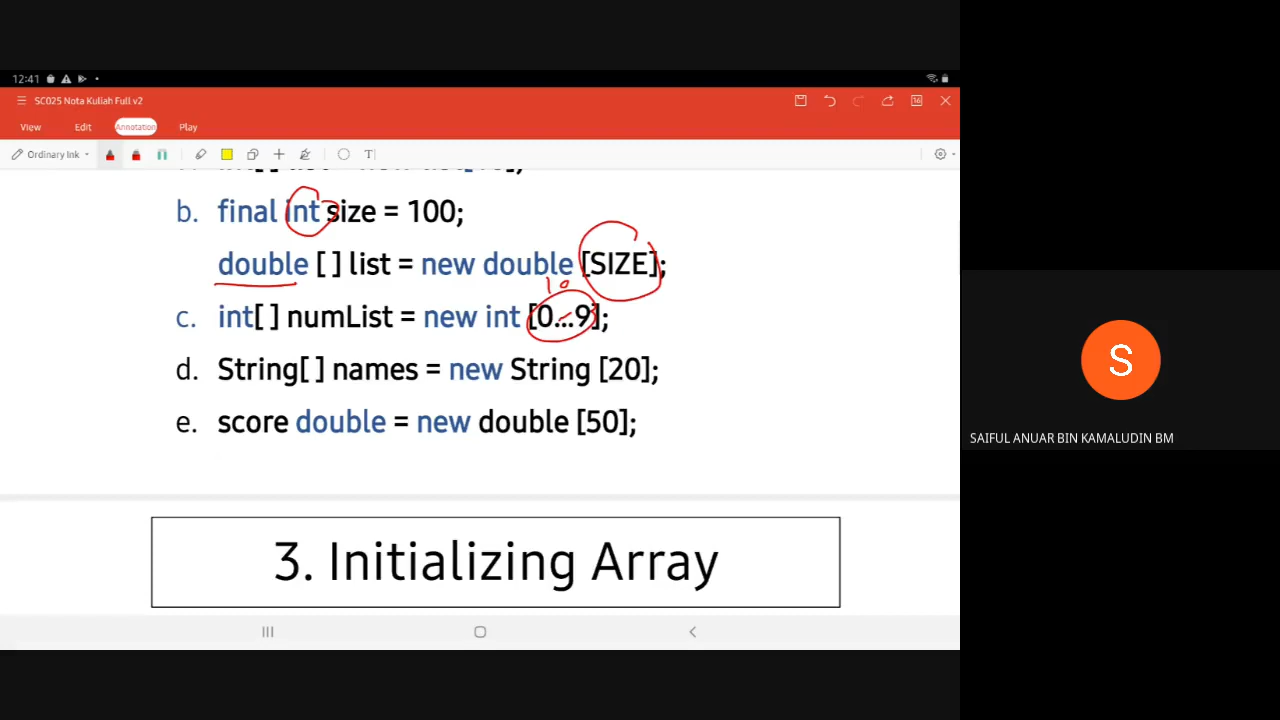 12:41
SC025 Nota Kuliah Full v2
View Edit Annotation Play
Ordinary Ink T
b. final int size = 100;
double [ ] list = new double [SIZE];
10
c. int[ ] numList = new int [0...9];
d. String[ ] names = new String [20];
e. score double = new double [50];
3. Initializing Array
S
SAIFUL ANUAR BIN KAMALUDIN BM